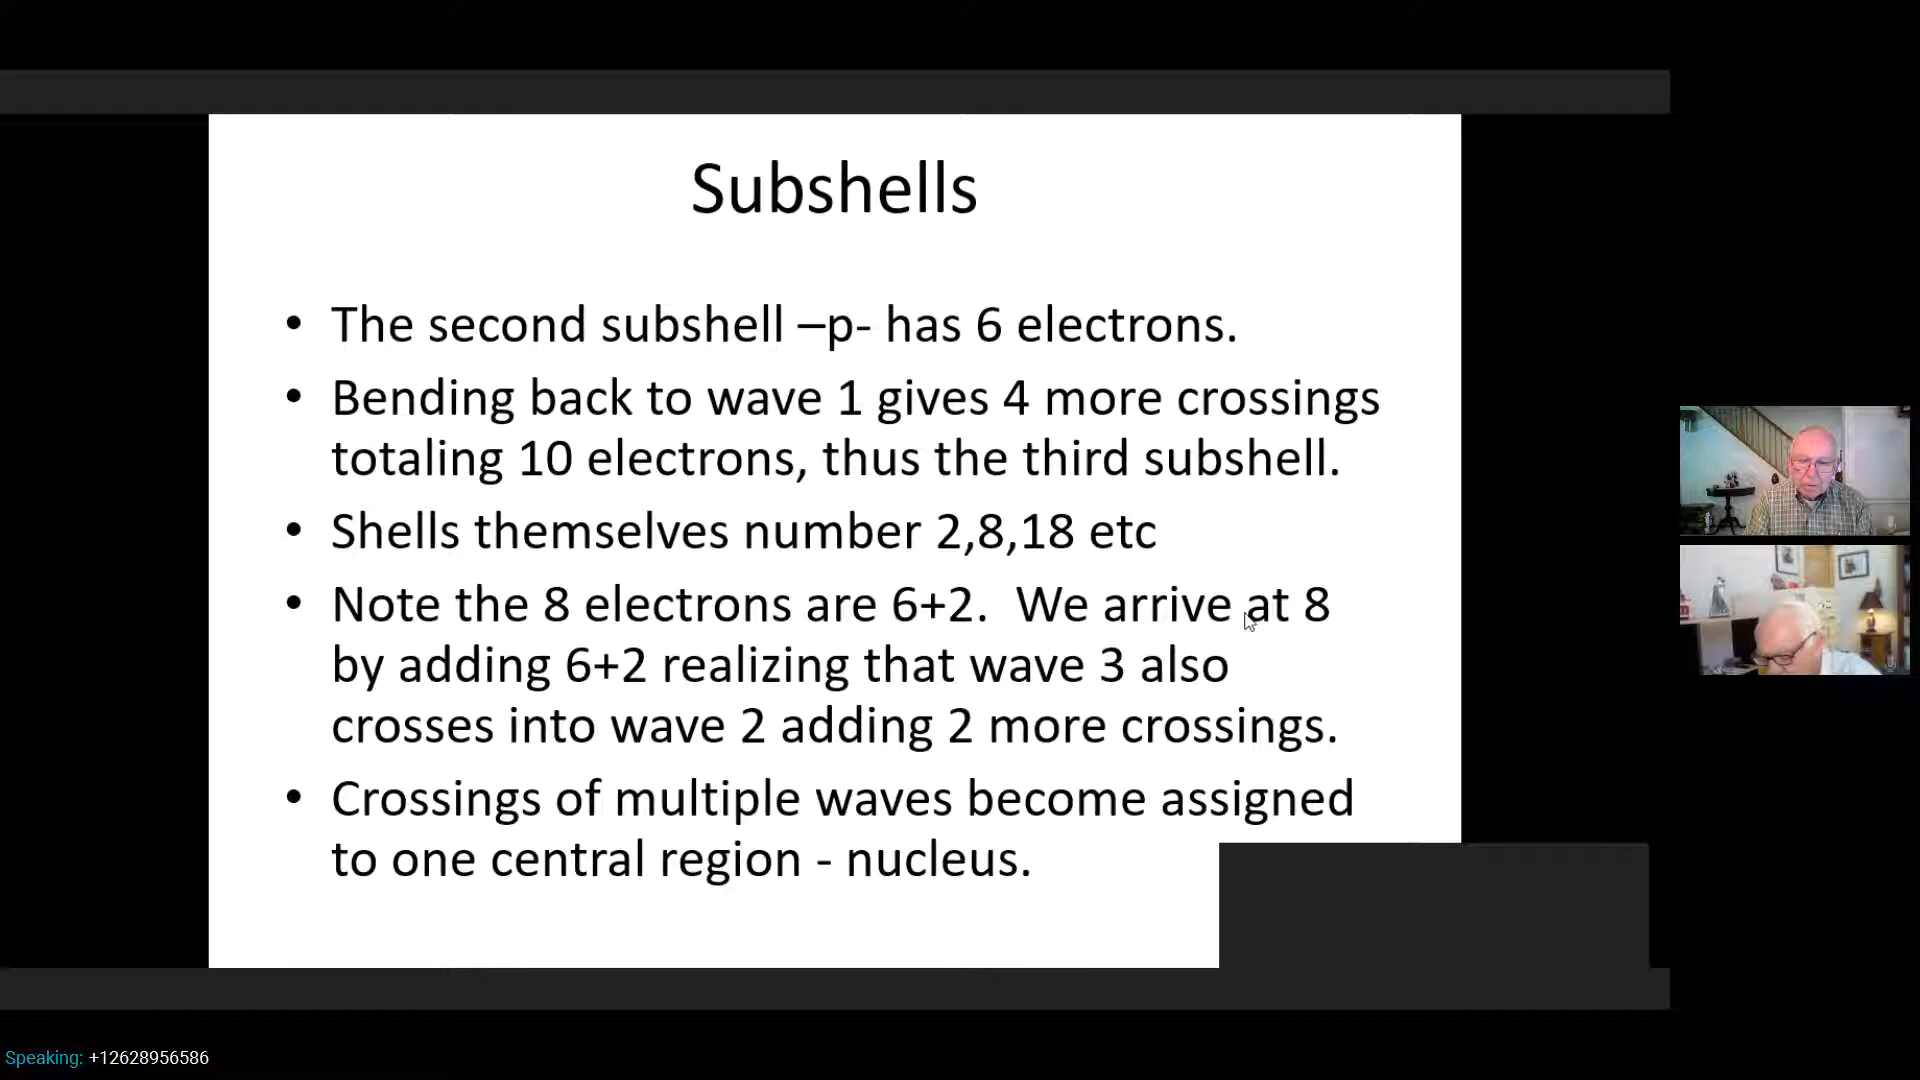 Subshells
• The second subshell –p- has 6 electrons.
• Bending back to wave 1 gives 4 more crossings
totaling 10 electrons, thus the third subshell.
• Shells themselves number 2,8,18 etc
• Note the 8 electrons are 6+2.  We arrive at 8
by adding 6+2 realizing that wave 3 also
crosses into wave 2 adding 2 more crossings.
• Crossings of multiple waves become assigned
to one central region - nucleus.
Speaking: +12628956586